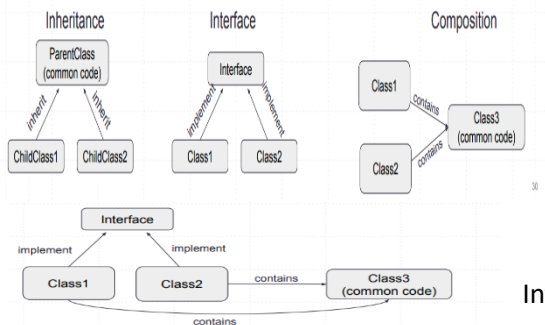 Inheritance
ParentClass
(common code)
inherit
inherit
ChildClass1
ChildClass2
Interface
Interface
implement
implement
Class1
Class2
Composition
Class1
contains
Class3
(common code)
contains
Class2
30
Interface
implement
implement
Class1
Class2
contains
Class3
(common code)
contains
In